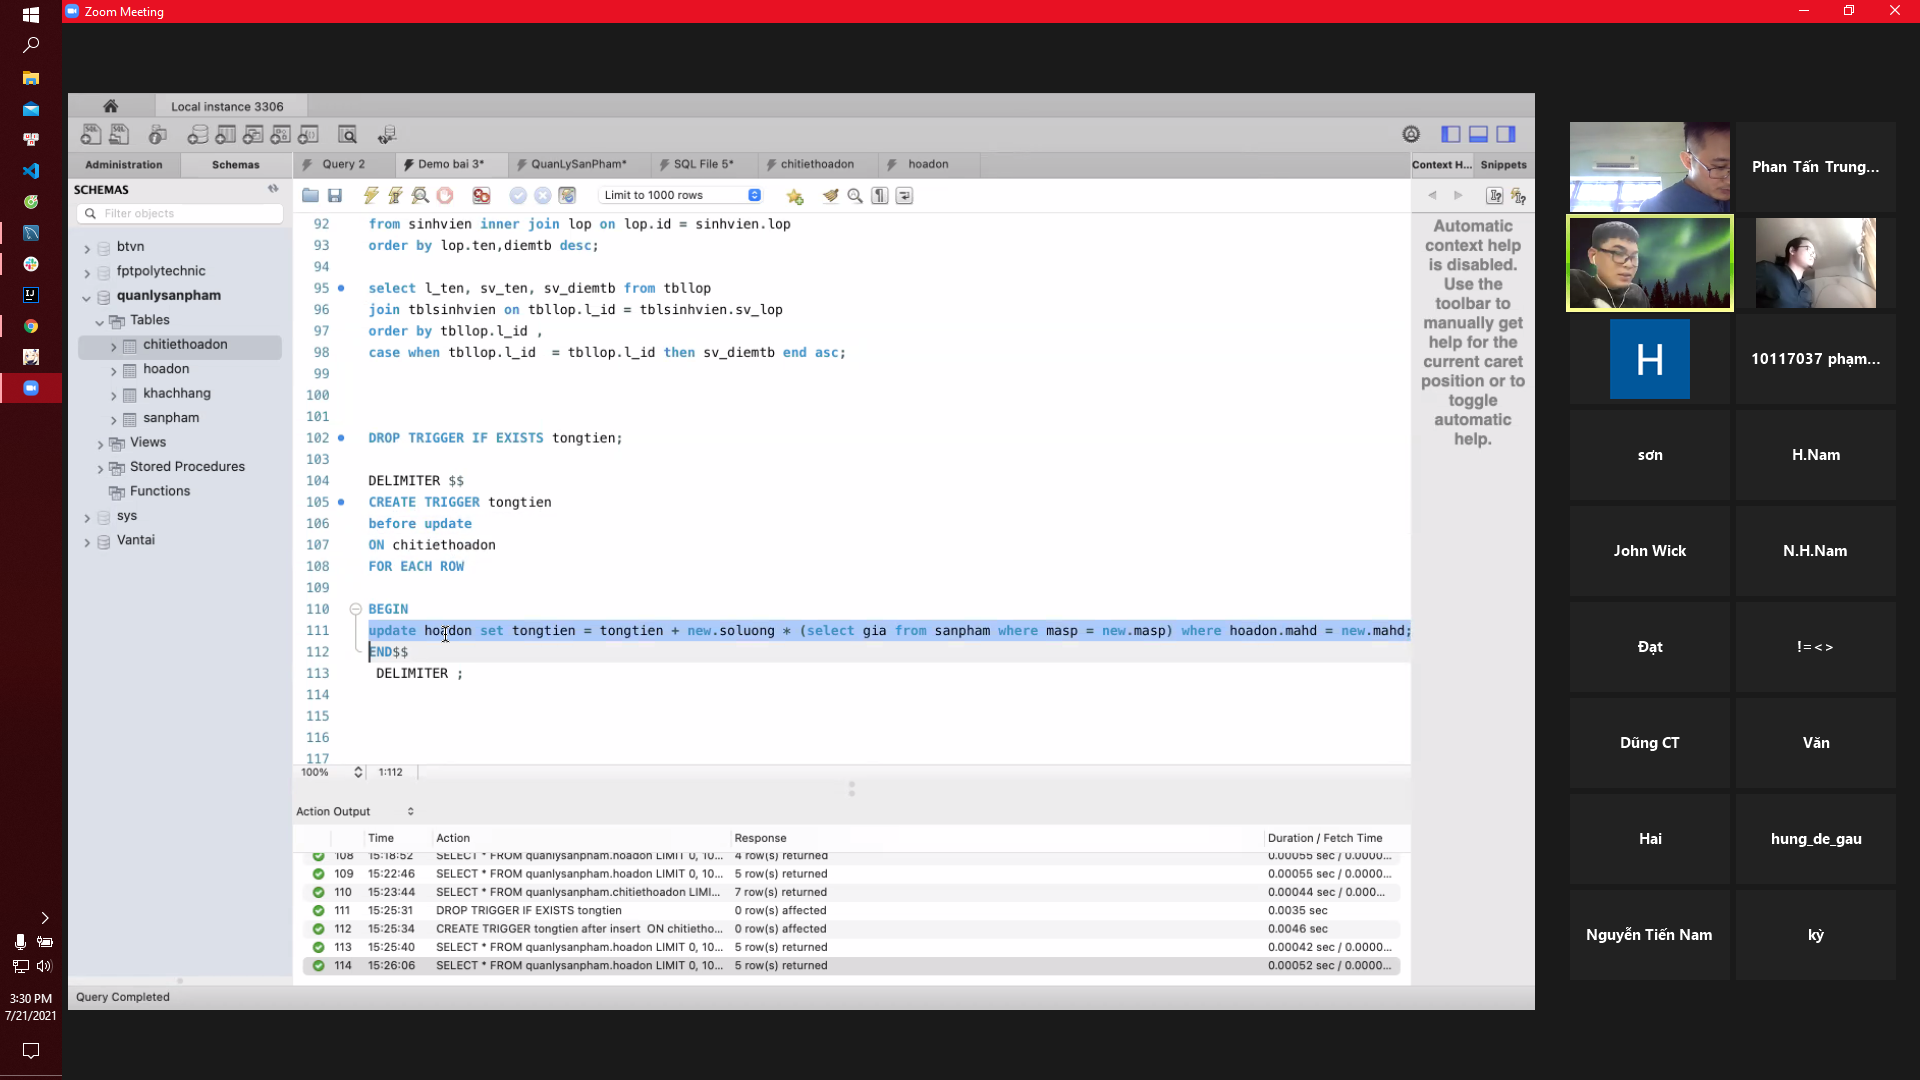 Zoom Meeting
Local instance 3306
Administration
Schemas
Query 2
Demo bai 3*
QuanLySanPham*
SQL File 5*
chitiethoadon
hoadon
Context H...
Snippets
SCHEMAS
Filter objects
Limit to 1000 rows
btvn
fptpolytechnic
quanlysanpham
Tables
chitiethoadon
hoadon
khachhang
sanpham
Views
Stored Procedures
Functions
sys
Vantai
92 from sinhvien inner join lop on lop.id = sinhvien.lop
93 order by lop.ten,diemtb desc;
94
95 select l_ten, sv_ten, sv_diemtb from tbllop
96 join tblsinhvien on tbllop.l_id = tblsinhvien.sv_lop
97 order by tbllop.l_id ,
98 case when tbllop.l_id  = tbllop.l_id then sv_diemtb end asc;
99
100
101
102 DROP TRIGGER IF EXISTS tongtien;
103
104 DELIMITER $$
105 CREATE TRIGGER tongtien
106 before update
107 ON chitiethoadon
108 FOR EACH ROW
109
110 BEGIN
111 update hoadon set tongtien = tongtien + new.soluong * (select gia from sanpham where masp = new.masp) where hoadon.mahd = new.mahd;
112 END$$
113 DELIMITER ;
114
115
116
117
100%
1:112
Automatic
context help
is disabled.
Use the
toolbar to
manually get
help for the
current caret
position or to
toggle
automatic
help.
Action Output
Time Action Response Duration / Fetch Time
108 15:18:52 SELECT * FROM quanlysanpham.hoadon LIMIT 0, 10... 4 row(s) returned 0.00055 sec / 0.0000...
109 15:22:46 SELECT * FROM quanlysanpham.hoadon LIMIT 0, 10... 5 row(s) returned 0.00055 sec / 0.0000...
110 15:23:44 SELECT * FROM quanlysanpham.chitiethoadon LIMI... 7 row(s) returned 0.00044 sec / 0.000...
111 15:25:31 DROP TRIGGER IF EXISTS tongtien 0 row(s) affected 0.0035 sec
112 15:25:34 CREATE TRIGGER tongtien after insert  ON chitietho... 0 row(s) affected 0.0046 sec
113 15:25:40 SELECT * FROM quanlysanpham.hoadon LIMIT 0, 10... 5 row(s) returned 0.00042 sec / 0.0000...
114 15:26:06 SELECT * FROM quanlysanpham.hoadon LIMIT 0, 10... 5 row(s) returned 0.00052 sec / 0.0000...
Query Completed
Phan Tấn Trung...
H
10117037 phạm...
sơn
H.Nam
John Wick
N.H.Nam
Đạt
!=<>
Dũng CT
Văn
Hai
hung_de_gau
Nguyễn Tiến Nam
kỳ
3:30 PM
7/21/2021